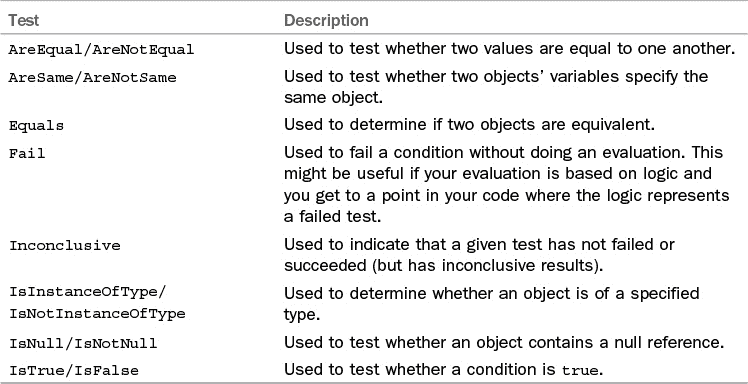 Test Description
AreEqual/AreNotEqual Used to test whether two values are equal to one another.
AreSame/AreNotSame Used to test whether two objects’ variables specify the
same object.
Equals Used to determine if two objects are equivalent.
Fail Used to fail a condition without doing an evaluation. This
might be useful if your evaluation is based on logic and
you get to a point in your code where the logic represents
a failed test.
Inconclusive Used to indicate that a given test has not failed or
succeeded (but has inconclusive results).
IsInstanceOfType/ Used to determine whether an object is of a specified
IsNotInstanceOfType type.
IsNull/IsNotNull Used to test whether an object contains a null reference.
IsTrue/IsFalse Used to test whether a condition is true.